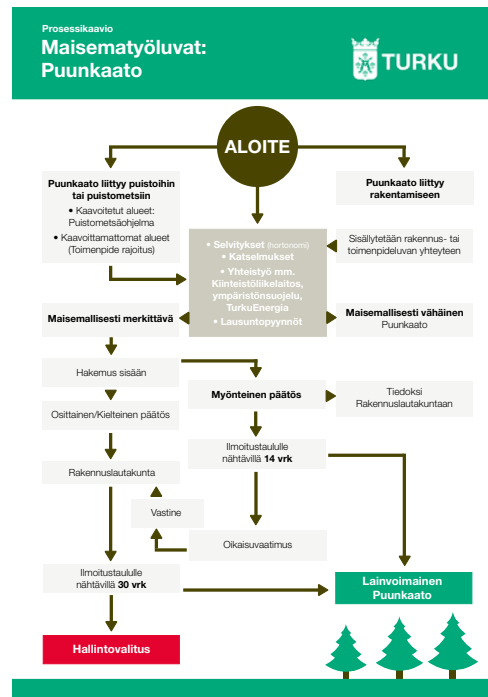 Prosessikaavio
Maisematyöluvat:
Puunkaato
TURKU
ALOITE
Puunkaato liittyy puistoihin
tai puistometsiin
• Kaavoitetut alueet:
Puistometsäohjelma
• Kaavoittamattomat alueet
(Toimenpide rajoitus)
Puunkaato liittyy
rakentamiseen
• Selvitykset (hortonomi)
• Katselmukset
• Yhteistyö mm.
Kiinteistöliikelaitos,
ympäristönsuojelu,
TurkuEnergia
• Lausuntopyynnöt
Sisällytetään rakennus- tai
toimenpideluvan yhteyteen
Maisemallisesti merkittävä
Maisemallisesti vähäinen
Puunkaato
Hakemus sisään
Myönteinen päätös
Tiedoksi
Rakennuslautakuntaan
Osittainen/Kielteinen päätös
Ilmoitustaululle
nähtävillä 14 vrk
Rakennuslautakunta
Vastine
Oikaisuvaatimus
Ilmoitustaululle
nähtävillä 30 vrk
Lainvoimainen
Puunkaato
Hallintovalitus